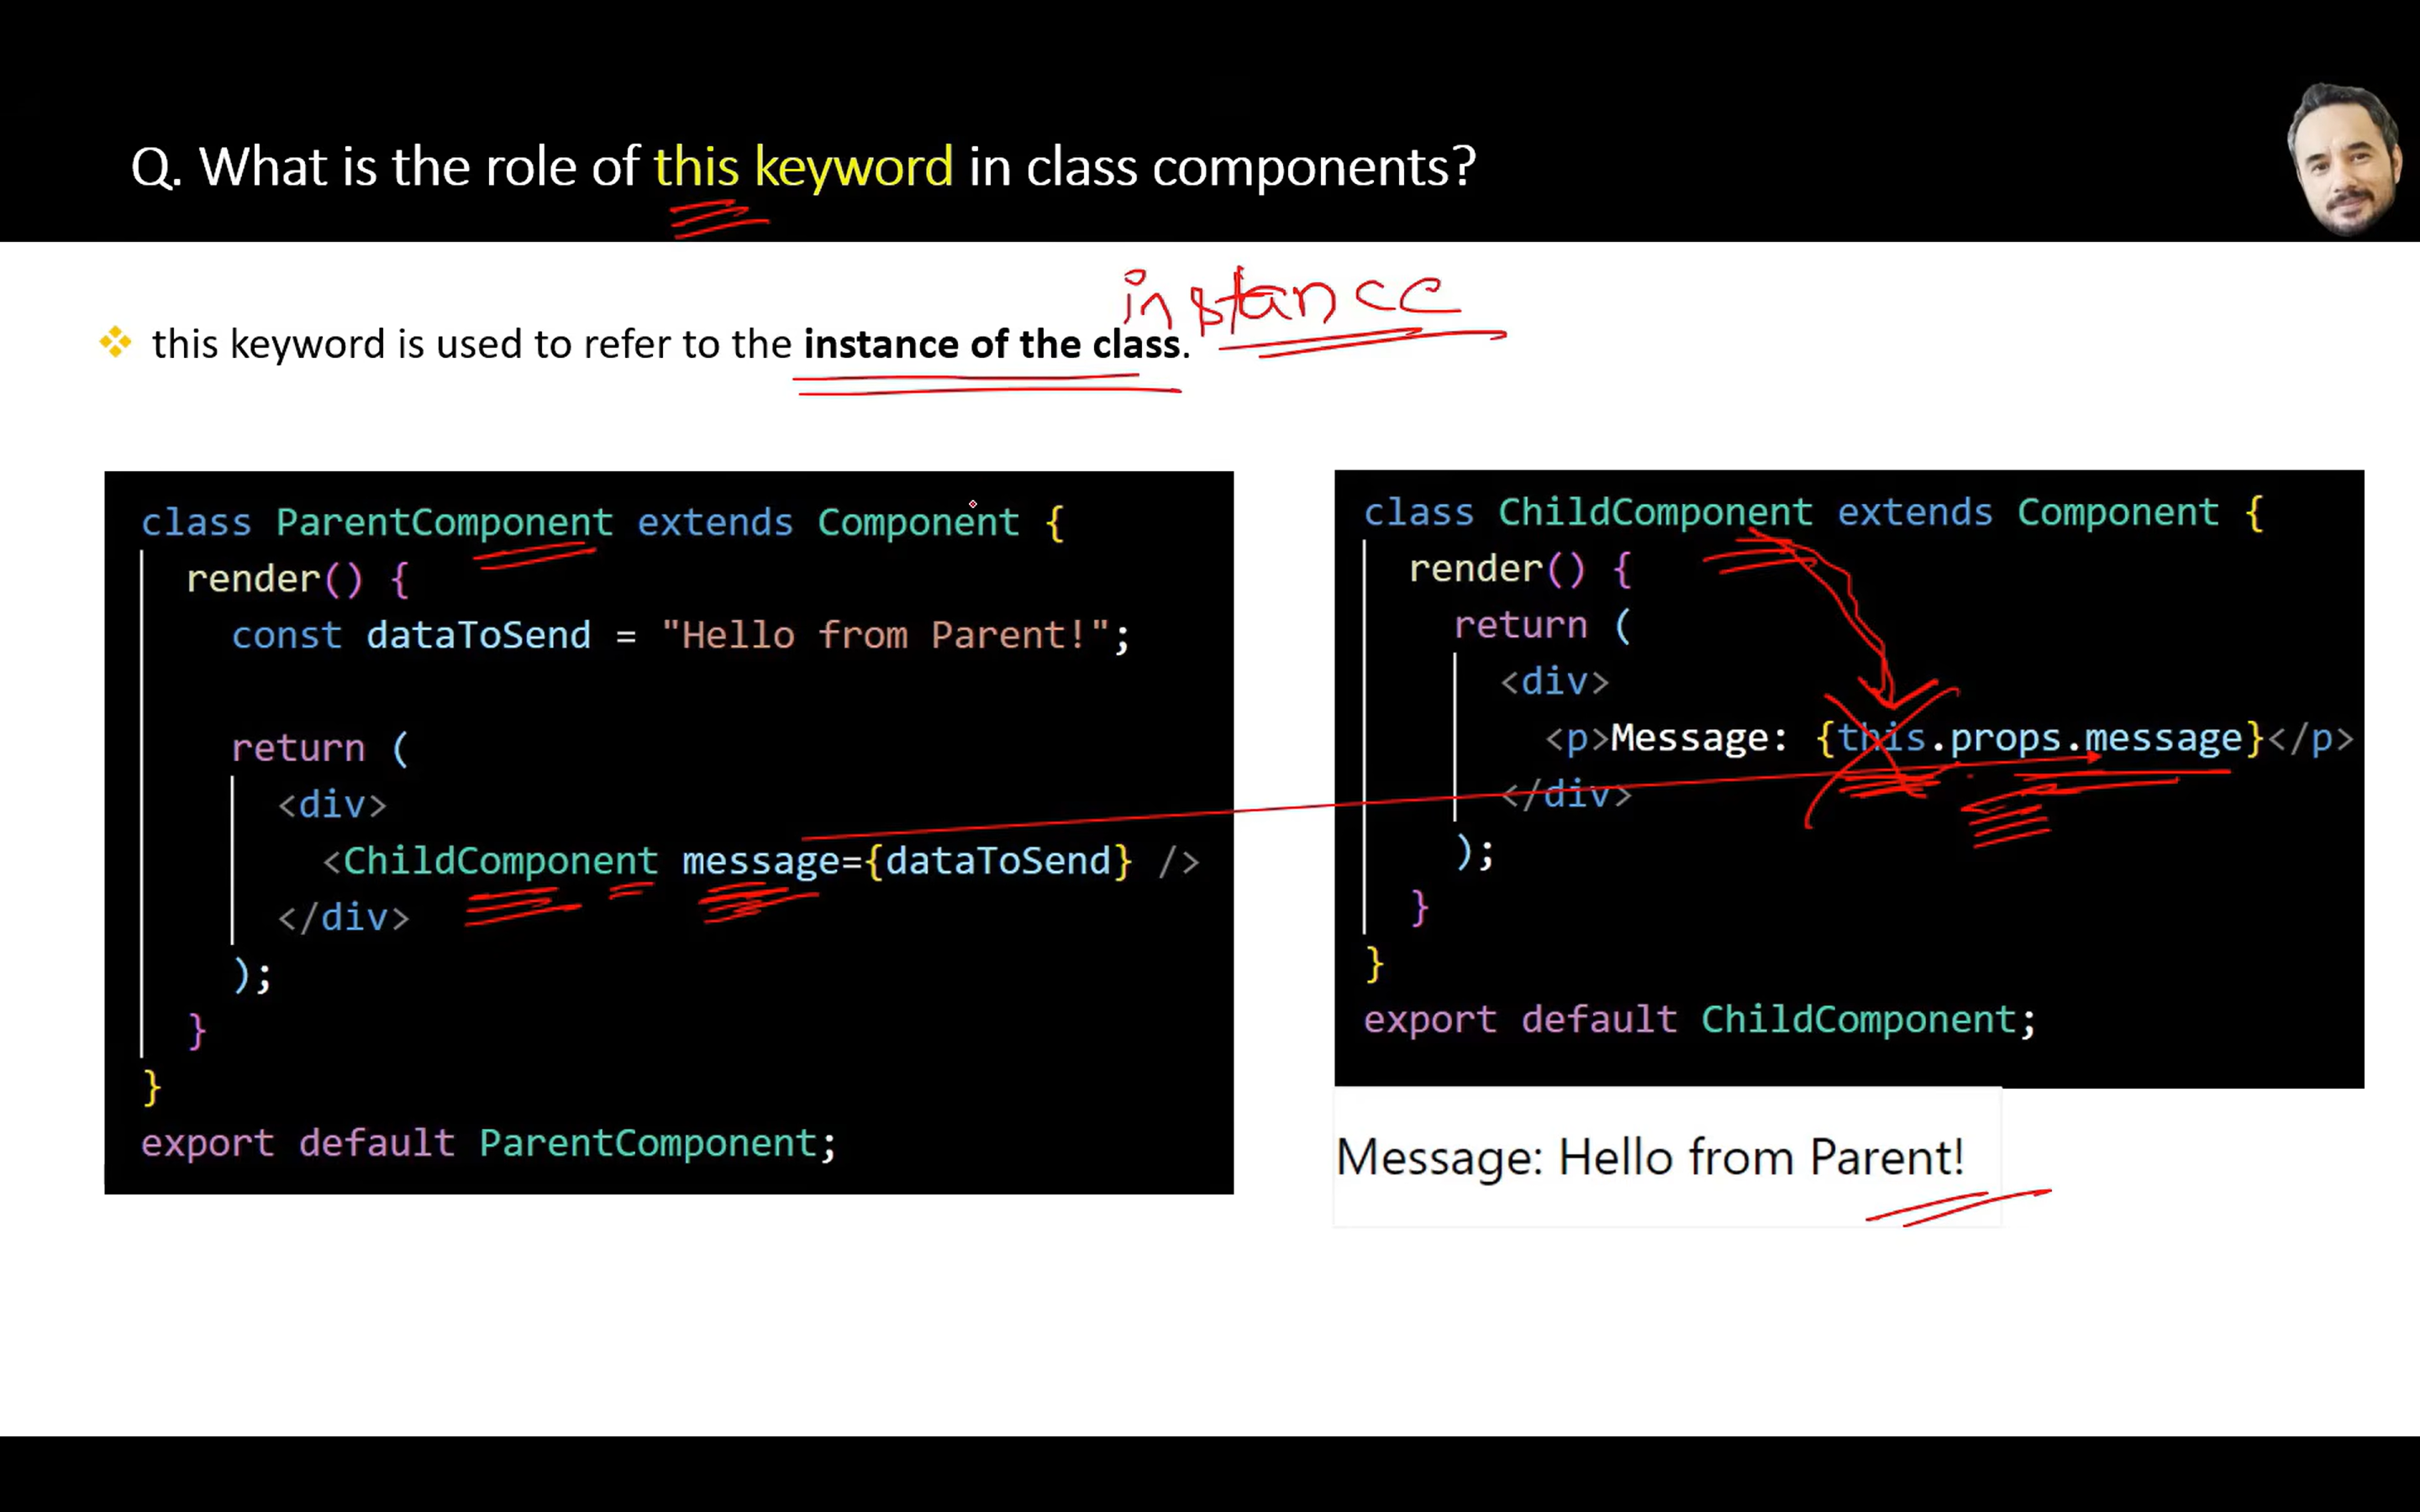 Q. What is the role of this keyword in class components?
instance
❖ this keyword is used to refer to the instance of the class.
class ParentComponent extends Component {
render() {
const dataToSend = "Hello from Parent!";
return (
<div>
<ChildComponent message={dataToSend} />
</div>
);
}
}
export default ParentComponent;
class ChildComponent extends Component {
render() {
return (
<div>
<p>Message: {this.props.message}</p>
</div>
);
}
}
export default ChildComponent;
Message: Hello from Parent!